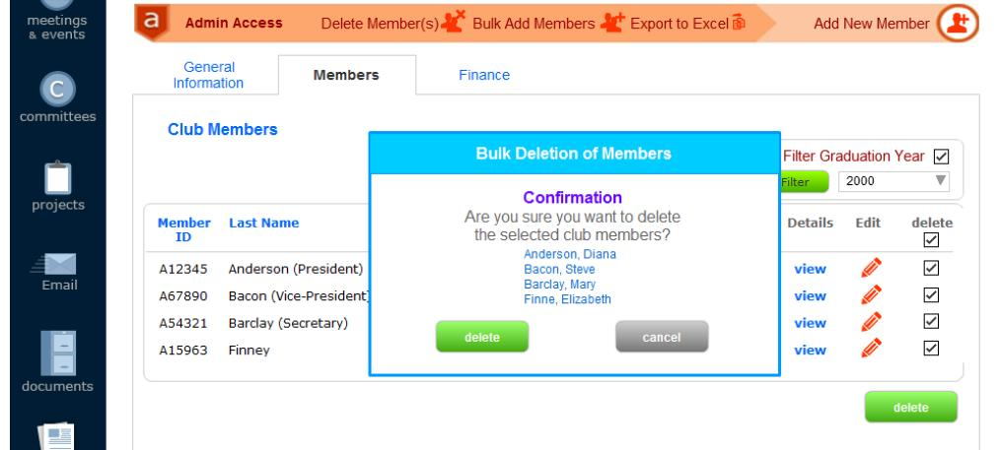 meetings
& events
a Admin Access Delete Member(s) Bulk Add Members Export to Excel Add New Member
General
Information
Members
Finance
C
committees
Club Members
Bulk Deletion of Members
Filter Graduation Year
Filter 2000
projects
Confirmation
Are you sure you want to delete
the selected club members?
Anderson, Diana
Bacon, Steve
Barclay, Mary
Finne, Elizabeth
delete cancel
Member
ID
Last Name Details Edit delete
A12345 Anderson (President) view
A67890 Bacon (Vice-President) view
A54321 Barclay (Secretary) view
A15963 Finney view
Email
documents
delete